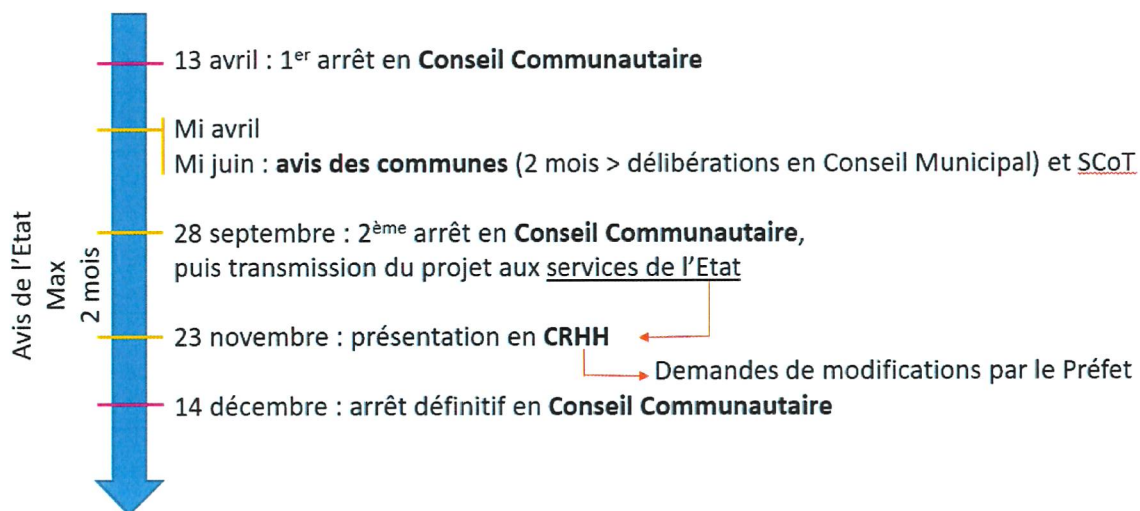 13 avril : 1er arrêt en Conseil Communautaire
Mi avril
Mi juin : avis des communes (2 mois > délibérations en Conseil Municipal) et SCoT
28 septembre : 2ème arrêt en Conseil Communautaire,
puis transmission du projet aux services de l'Etat
Avis de l'Etat
Max
2 mois
23 novembre : présentation en CRHH
Demandes de modifications par le Préfet
14 décembre : arrêt définitif en Conseil Communautaire